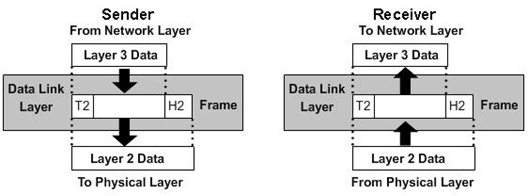 Sender
From Network Layer
Layer 3 Data
Data Link
Layer
T2
H2
Frame
Layer 2 Data
To Physical Layer
Receiver
To Network Layer
Layer 3 Data
Data Link
Layer
T2
H2
Frame
Layer 2 Data
From Physical Layer